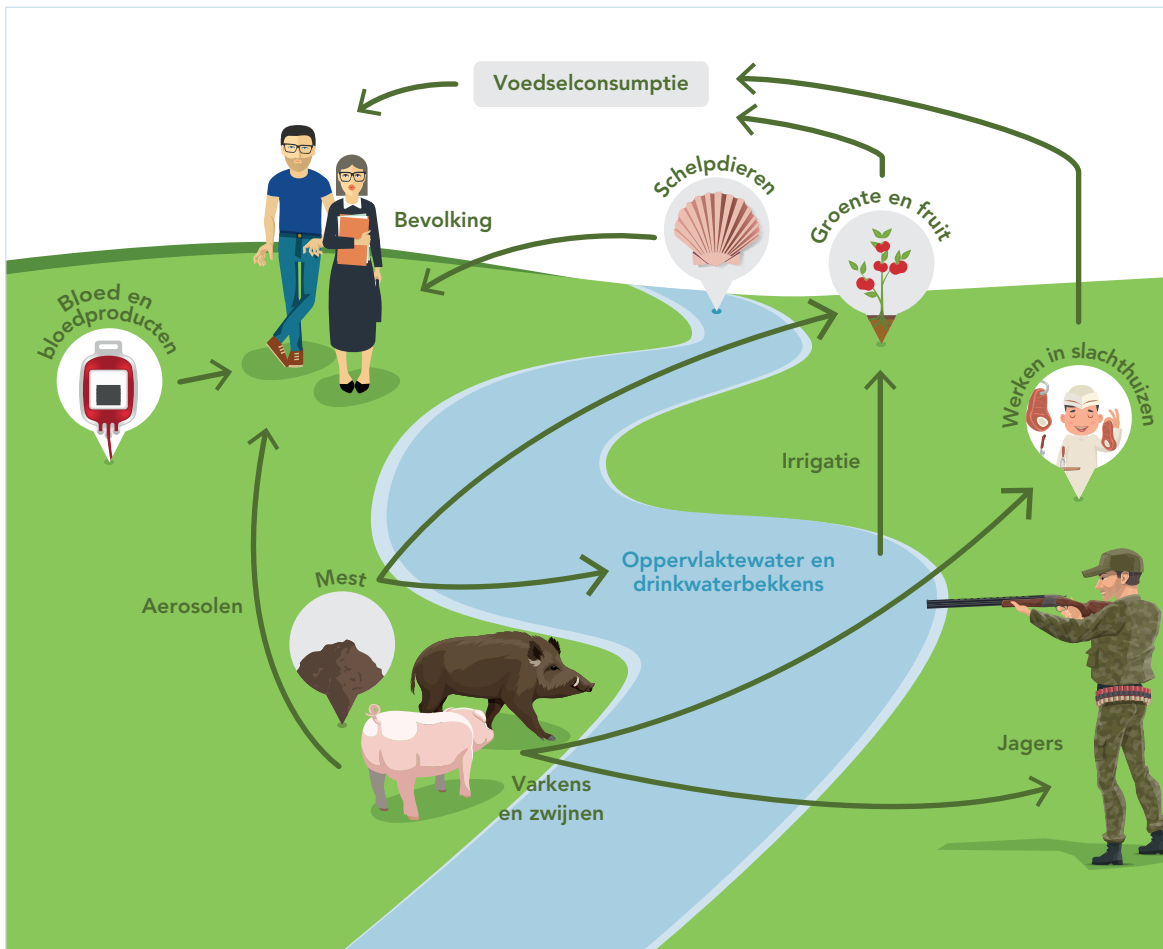 Voedselconsumptie
Schelpdieren
Groente en fruit
Bevolking
Bloed en
bloedproducten
Werken in slachthuizen
Irrigatie
Oppervlaktewater en
drinkwaterbekkens
Mest
Aerosolen
Jagers
Varkens
en zwijnen